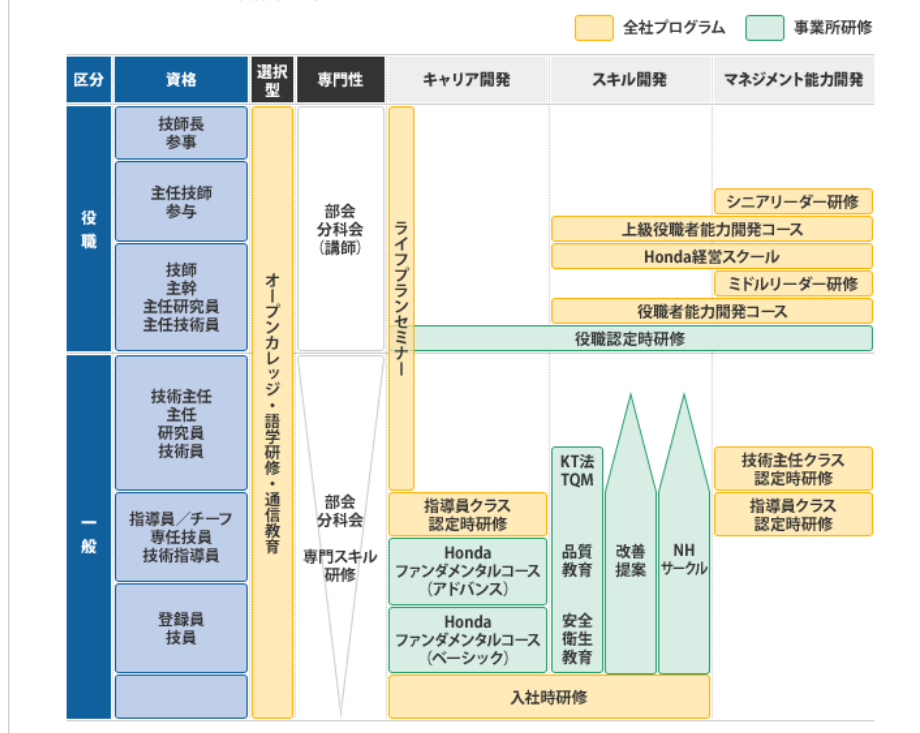 全社プログラム
事業所研修
区分
資格
選択
型
専門性
キャリア開発
スキル開発
マネジメント能力開発
役
職
技師長
参事
主任技師
参与
技師
主幹
主任研究員
主任技術員
オープンカレッジ・語学研修・通信教育
部会
分科会
(講師)
ライフプランセミナー
シニアリーダー研修
上級役職者能力開発コース
Honda経営スクール
ミドルリーダー研修
役職者能力開発コース
役職認定時研修
一
般
技術主任
主任
研究員
技術員
指導員／チーフ
専任技員
技術指導員
登録員
技員
部会
分科会
専門スキル
研修
指導員クラス
認定時研修
Honda
ファンダメンタルコース
(アドバンス)
Honda
ファンダメンタルコース
(ベーシック)
KT法
TQM
品質
教育
安全
衛生
教育
改善
提案
NH
サークル
技術主任クラス
認定時研修
指導員クラス
認定時研修
入社時研修